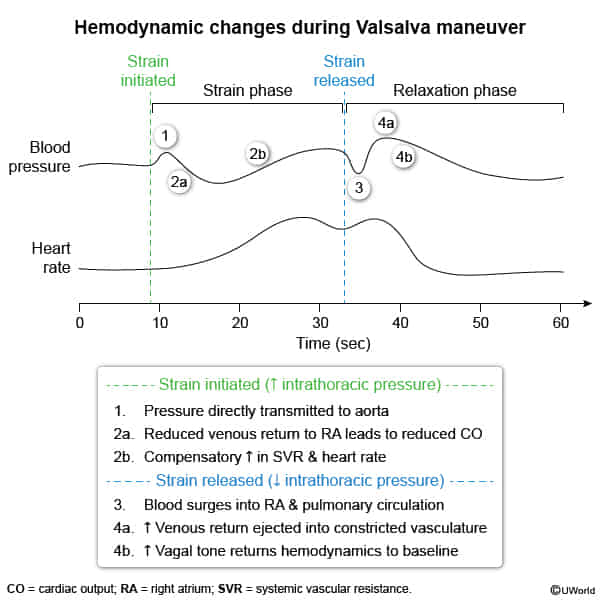 Hemodynamic changes during Valsalva maneuver
Strain
initiated
Strain
released
Strain phase
Relaxation phase
Blood
pressure
1
2a
2b
3
4a
4b
Heart
rate
0 10 20 30 40 50 60
Time (sec)
Strain initiated (↑ intrathoracic pressure)
1. Pressure directly transmitted to aorta
2a. Reduced venous return to RA leads to reduced CO
2b. Compensatory ↑ in SVR & heart rate
Strain released (↓ intrathoracic pressure)
3. Blood surges into RA & pulmonary circulation
4a. ↑ Venous return ejected into constricted vasculature
4b. ↑ Vagal tone returns hemodynamics to baseline
CO = cardiac output; RA = right atrium; SVR = systemic vascular resistance.
©UWorld